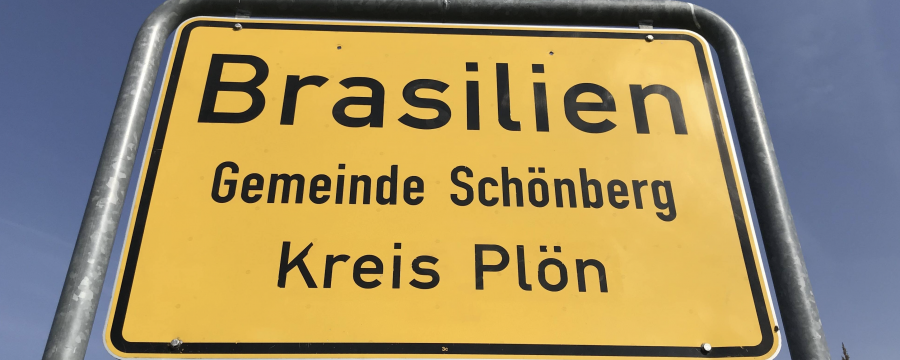 Brasilien
Gemeinde Schönberg
Kreis Plön